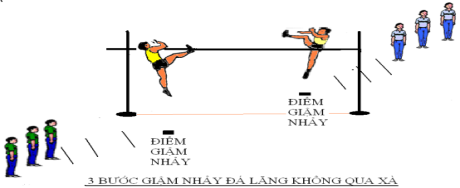 ĐIỂM
GIẬM
NHẢY
ĐIỂM
GIẬM
NHẢY
3 BƯỚC GIẬM NHẢY ĐÁ LĂNG KHÔNG QUA XÀ